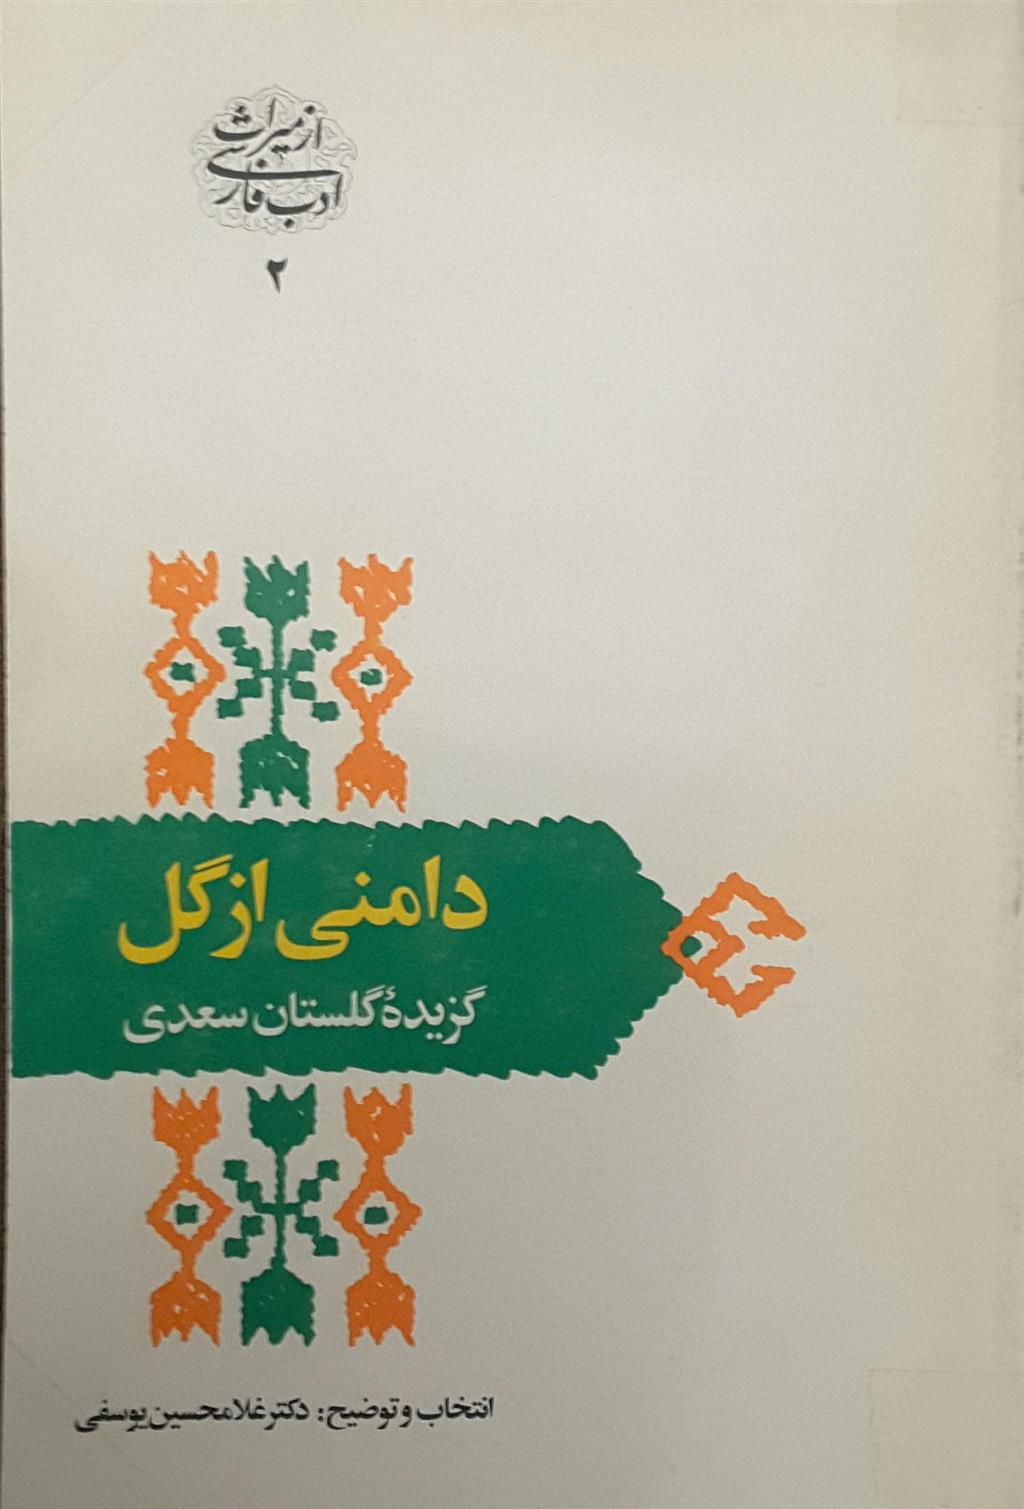 از میراث
ادب فارسی
۲
دامنی از گل
گزیدهٔ گلستان سعدی
انتخاب و توضیح: دکتر غلامحسین یوسفی